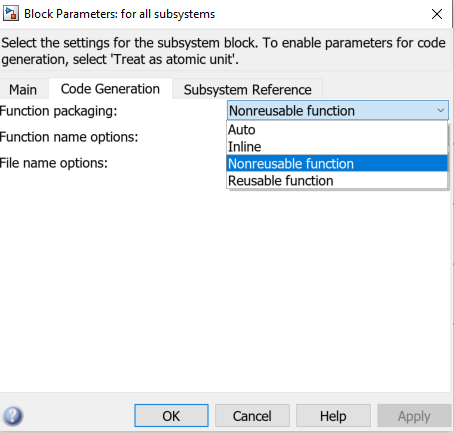 Block Parameters: for all subsystems
Select the settings for the subsystem block. To enable parameters for code
generation, select 'Treat as atomic unit'.
Main Code Generation Subsystem Reference
Function packaging: Nonreusable function
Auto
Function name options:
Inline
File name options:
Nonreusable function
Reusable function
OK Cancel Help Apply